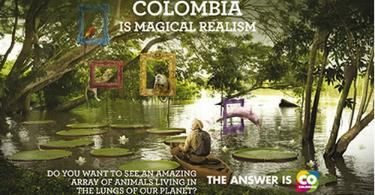 COLOMBIA
IS MAGICAL REALISM
DO YOU WANT TO SEE AN AMAZING
ARRAY OF ANIMALS LIVING IN
THE LUNGS OF OUR PLANET?
THE ANSWER IS
CO
COLOMBIA